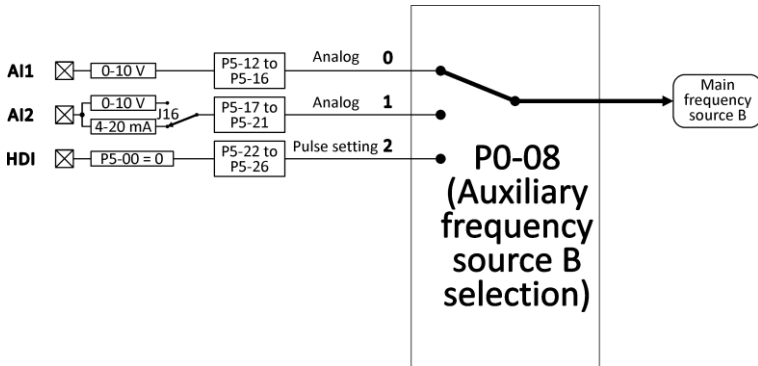 AI1 0-10 V P5-12 to P5-16 Analog 0
AI2 0-10 V 4-20 mA J16 P5-17 to P5-21 Analog 1
HDI P5-00 = 0 P5-22 to P5-26 Pulse setting 2
P0-08
(Auxiliary
frequency
source B
selection)
Main
frequency
source B